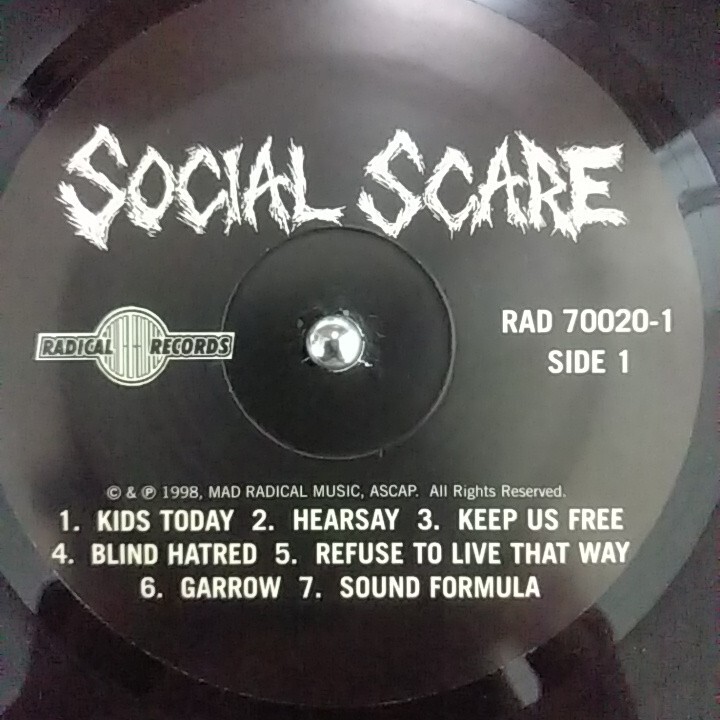 SOCIAL SCARE
RADICAL RECORDS
RAD 70020-1
SIDE 1
© & ℗ 1998, MAD RADICAL MUSIC, ASCAP. All Rights Reserved.
1. KIDS TODAY 2. HEARSAY 3. KEEP US FREE
4. BLIND HATRED 5. REFUSE TO LIVE THAT WAY
6. GARROW 7. SOUND FORMULA